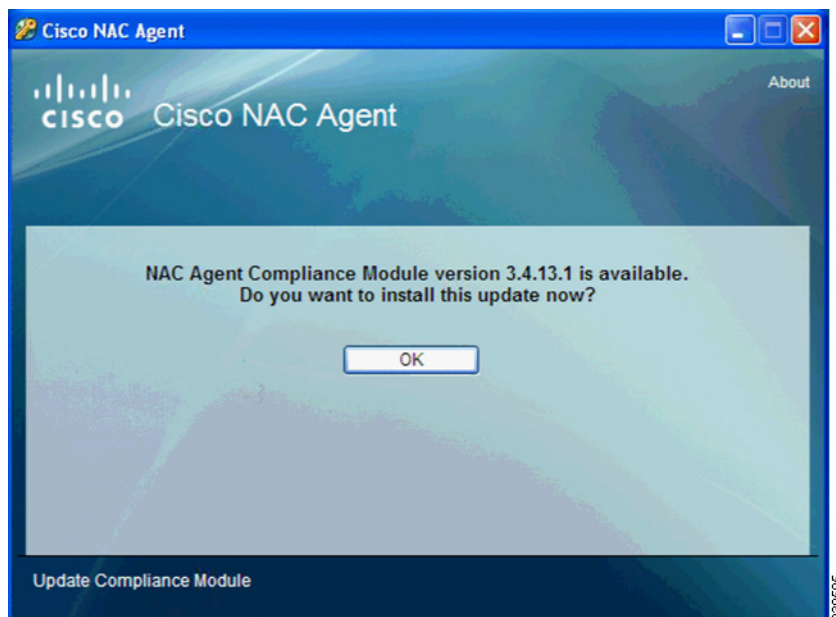 Cisco NAC Agent
About
CISCO
Cisco NAC Agent
NAC Agent Compliance Module version 3.4.13.1 is available.
Do you want to install this update now?
OK
Update Compliance Module